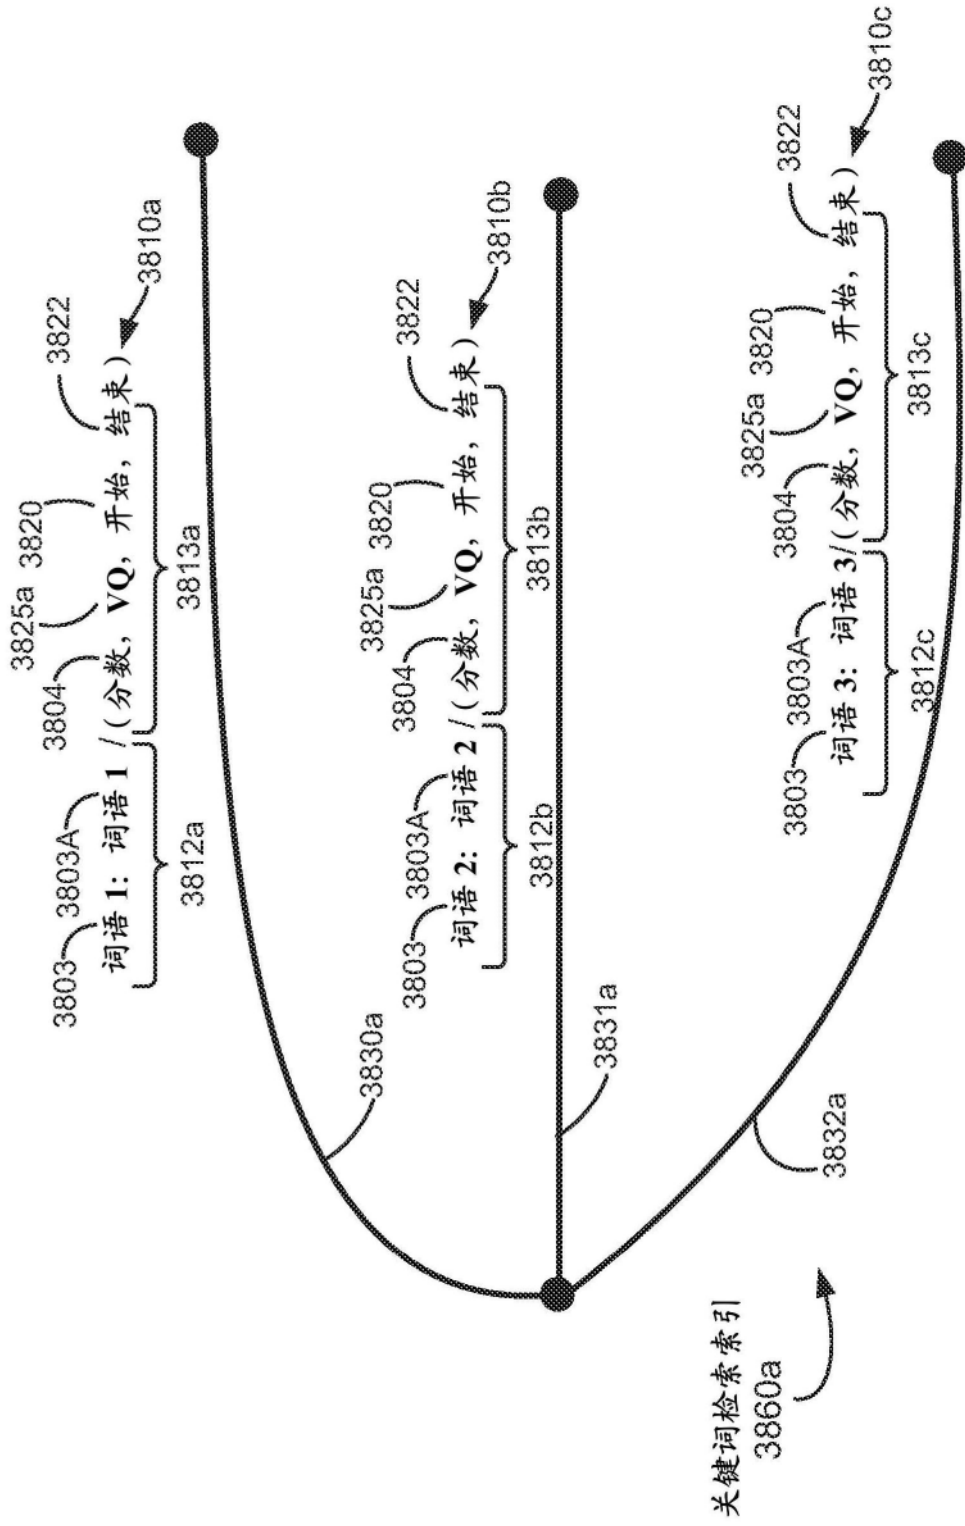 3822
3810a
3825a
3820
3804
3803A
3803
词语 1: 词语 1 /(分数, VQ, 开始, 结束)
3812a
3813a
3830a
3822
3810b
3825a
3820
3804
3803A
3803
词语 2: 词语 2 /(分数, VQ, 开始, 结束)
3812b
3813b
3831a
3822
3810c
3825a
3820
3804
3803A
3803
词语 3: 词语 3/(分数, VQ, 开始, 结束)
3812c
3813c
3832a
关键词检索索引
3860a